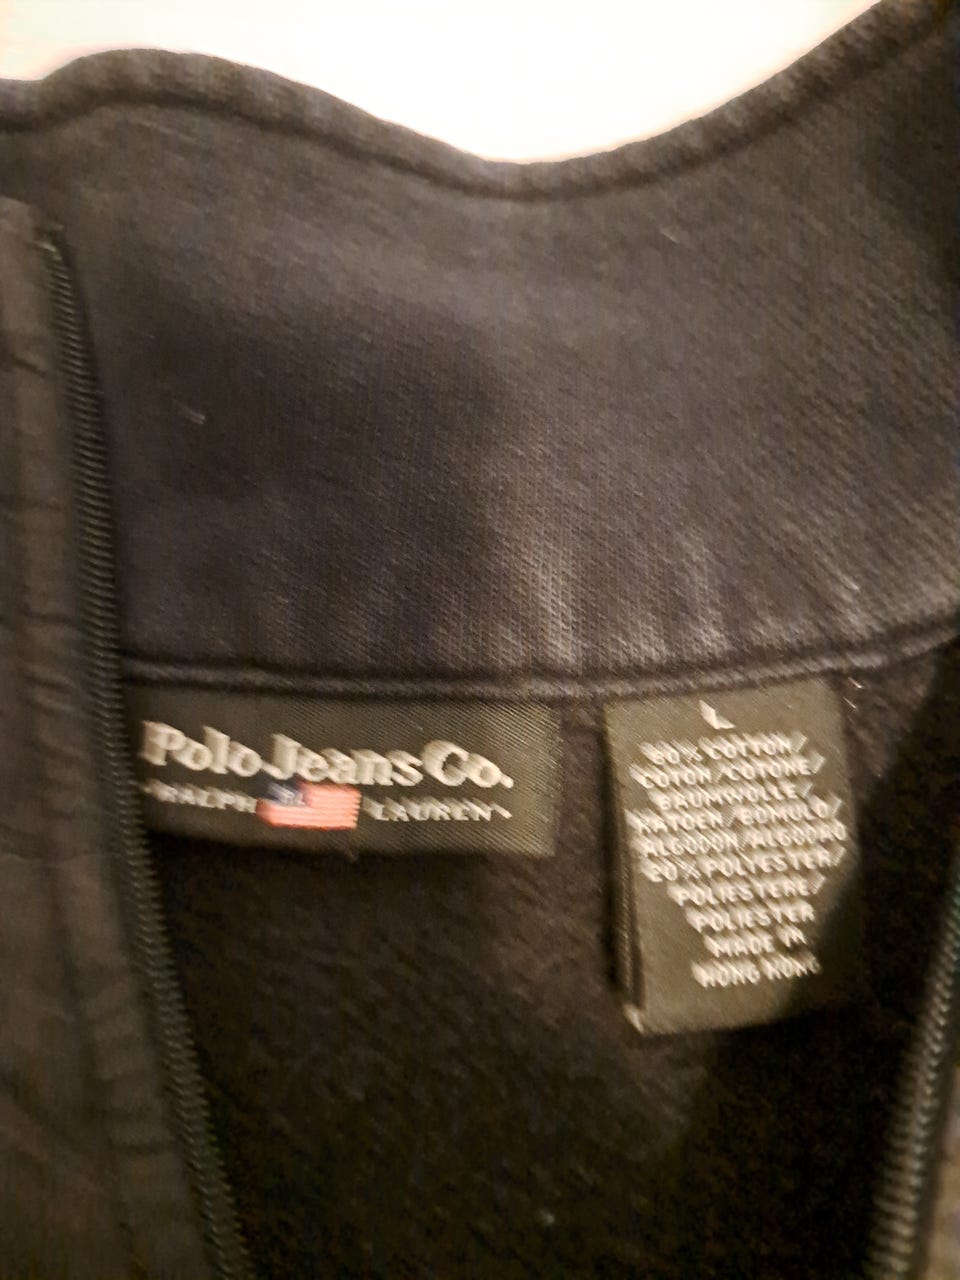 Polo Jeans Co.
RALPH LAUREN
L
80% COTTON/
COTON/COTONE/
BAUMWOLLE/
KATOEN/BOMULD/
ALGODON/ALGODAO
20% POLYESTER/
POLIESTERE/
POLIESTER
MADE IN
HONG KONG